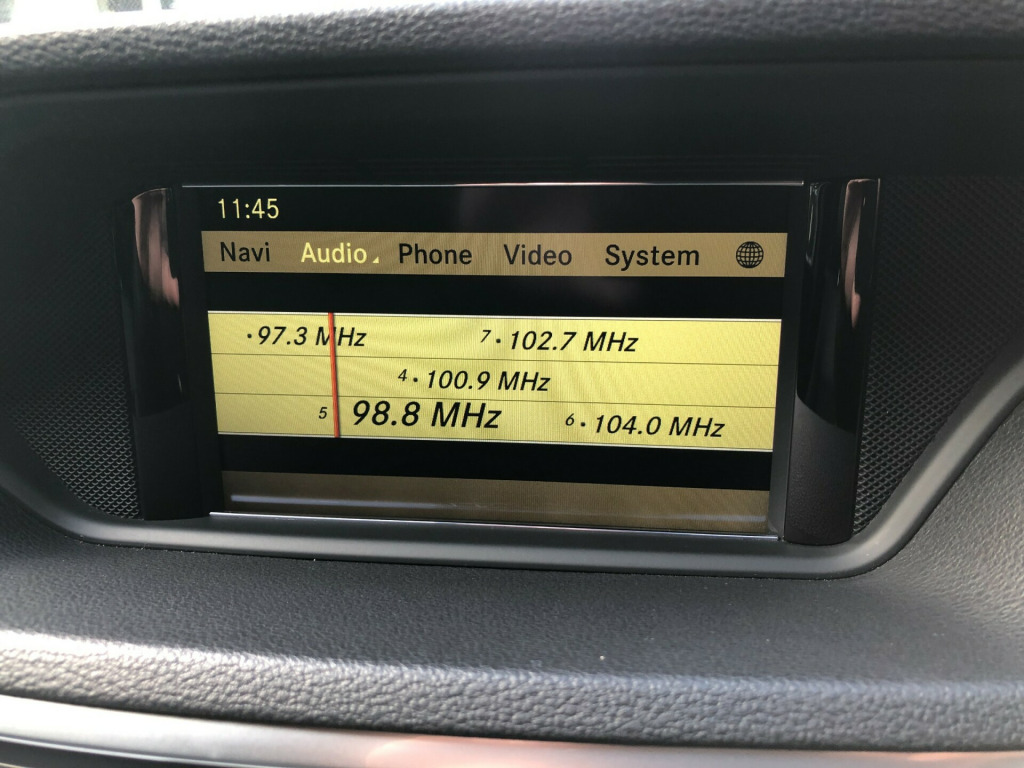 11:45
Navi Audio Phone Video System
·97.3 MHz 7·102.7 MHz
4·100.9 MHz
5 98.8 MHz 6·104.0 MHz